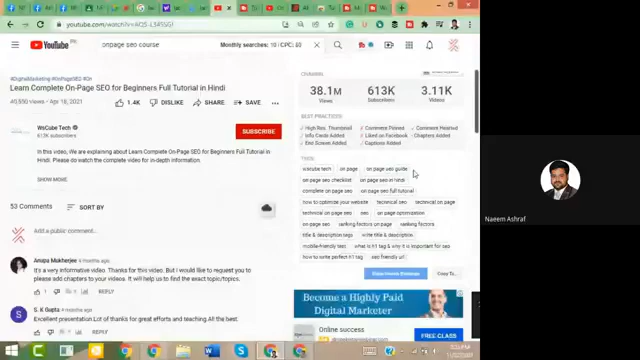 youtube.com/watch?v=
YouTube
onpage seo course
Monthly searches: 10 / CPC: $0
#DigitalMarketing #OnPageSEO #On
Learn Complete On-Page SEO for Beginners Full Tutorial in Hindi
Apr 18, 2021
1.4K
DISLIKE
SHARE
SAVE
WsCube Tech
613K subscribers
SUBSCRIBE
In this video, We are explaining about Learn Complete On-Page SEO for Beginners Full Tutorial in
Hindi. Please do watch the complete video for in-depth information.
SHOW MORE
53 Comments
SORT BY
Add a public comment...
Anupa Mukherjee
It's a very informative video. Thanks for this video. But I would like to request you to
please add chapters to your videos. It will help us to find the exact topic/topics.
1
REPLY
S. K Gupta
Excellent presentation.Lot of thanks for great efforts and teaching.All the best.
REPLY
CHANNEL
38.1M
613K
3.11K
Views
Subscribers
Videos
BEST PRACTICES
High Res. Thumbnail
Comment Pinned
Comment Hearted
Info Cards Added
Liked on Facebook
Chapters Added
End Screen Added
Captions Added
TAGS
wscube tech
on page
on page seo guide
on page seo checklist
on page seo in hindi
complete on page seo
on page seo full tutorial
how to optimize your website
technical seo
technical on page
technical on page seo
seo
on page optimization
on page seo
ranking factors on page
ranking factors
title & description tags
write title & description
mobile-friendly test
what is h1 tag & why it is important for seo
how to write perfect h1 tag
seo friendly url
Copy To...
Become a Highly Paid
Digital Marketer
Online success
Ad
FREE CLASS
Naeem Ashraf